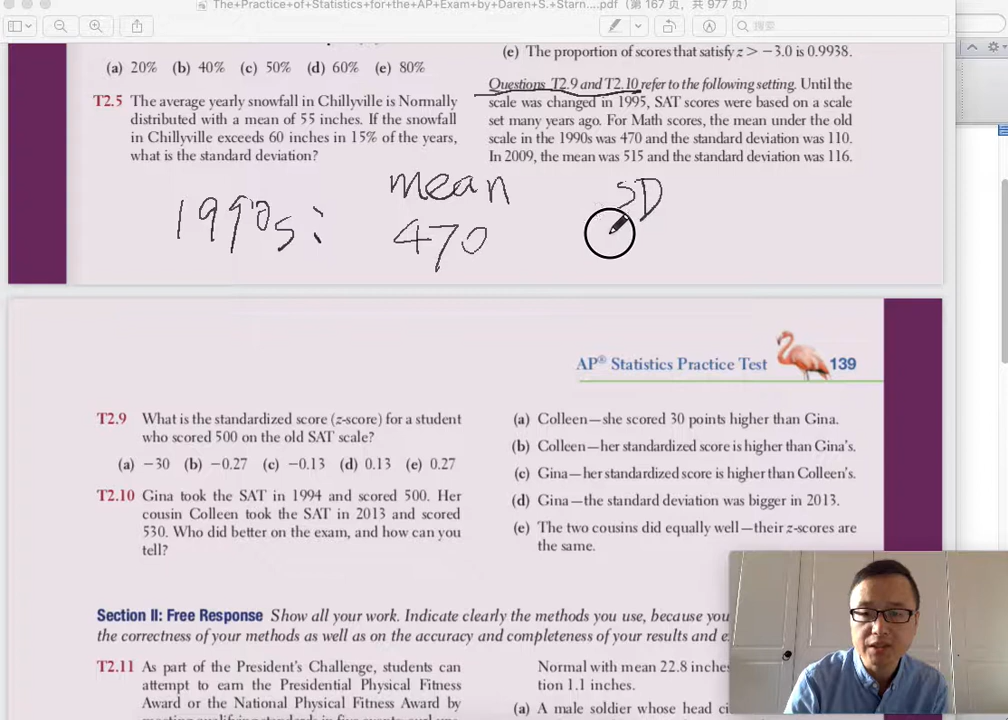 The+Practice+of+Statistics+for+the+AP+Exam+by+Daren+S.+Starn....pdf（第 167 页，共 977 页）
搜索
(a) 20% (b) 40% (c) 50% (d) 60% (e) 80%
T2.5 The average yearly snowfall in Chillyville is Normally
distributed with a mean of 55 inches. If the snowfall
in Chillyville exceeds 60 inches in 15% of the years,
what is the standard deviation?
(e) The proportion of scores that satisfy z > −3.0 is 0.9938.
Questions T2.9 and T2.10 refer to the following setting. Until the
scale was changed in 1995, SAT scores were based on a scale
set many years ago. For Math scores, the mean under the old
scale in the 1990s was 470 and the standard deviation was 110.
In 2009, the mean was 515 and the standard deviation was 116.
mean SD
1990s: 470
AP® Statistics Practice Test 139
T2.9 What is the standardized score (z-score) for a student
who scored 500 on the old SAT scale?
(a) −30 (b) −0.27 (c) −0.13 (d) 0.13 (e) 0.27
T2.10 Gina took the SAT in 1994 and scored 500. Her
cousin Colleen took the SAT in 2013 and scored
530. Who did better on the exam, and how can you
tell?
(a) Colleen—she scored 30 points higher than Gina.
(b) Colleen—her standardized score is higher than Gina's.
(c) Gina—her standardized score is higher than Colleen's.
(d) Gina—the standard deviation was bigger in 2013.
(e) The two cousins did equally well—their z-scores are
the same.
Section II: Free Response Show all your work. Indicate clearly the methods you use, because you
the correctness of your methods as well as on the accuracy and completeness of your results and e
T2.11 As part of the President's Challenge, students can
attempt to earn the Presidential Physical Fitness
Award or the National Physical Fitness Award by
Normal with mean 22.8 inches
tion 1.1 inches.
(a) A male soldier whose head ci